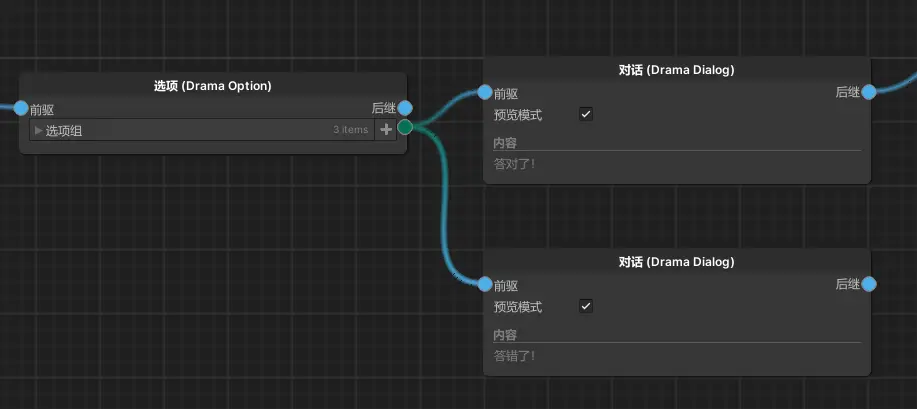 选项 (Drama Option)
前驱
后继
选项组
3 items
对话 (Drama Dialog)
前驱
后继
预览模式
内容
答对了！
对话 (Drama Dialog)
前驱
后继
预览模式
内容
答错了！